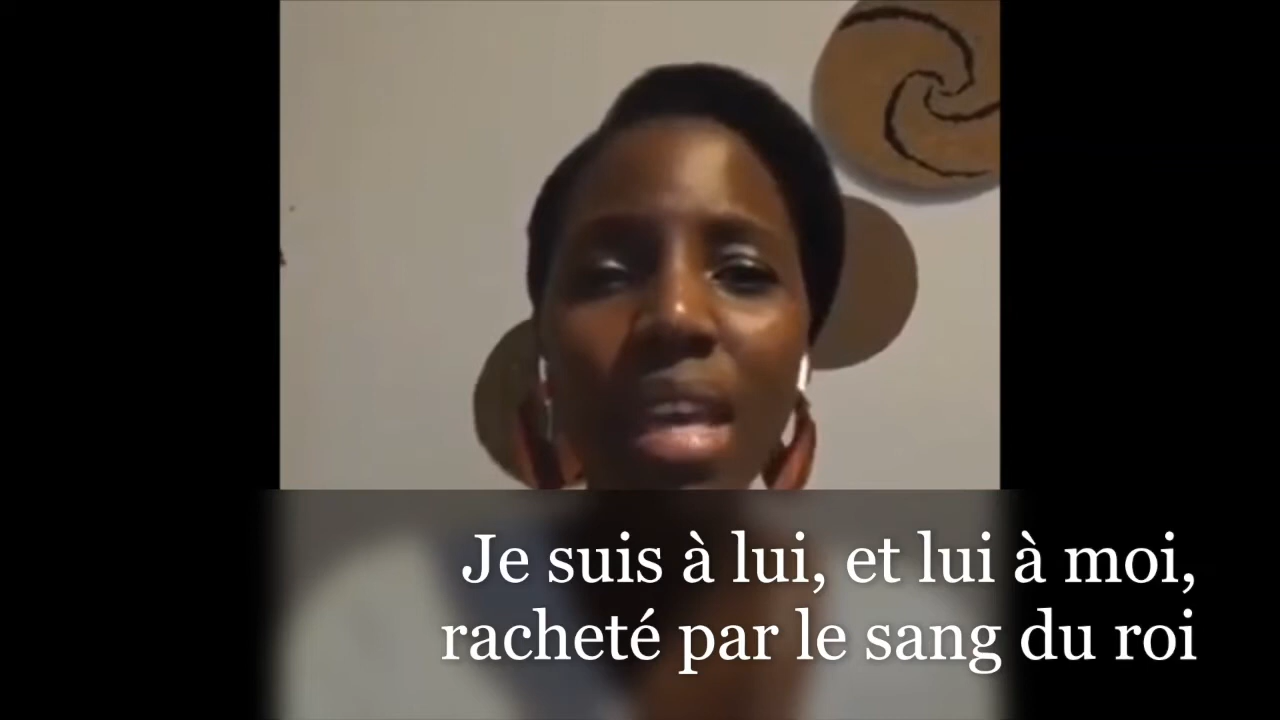 Je suis à lui, et lui à moi,
racheté par le sang du roi